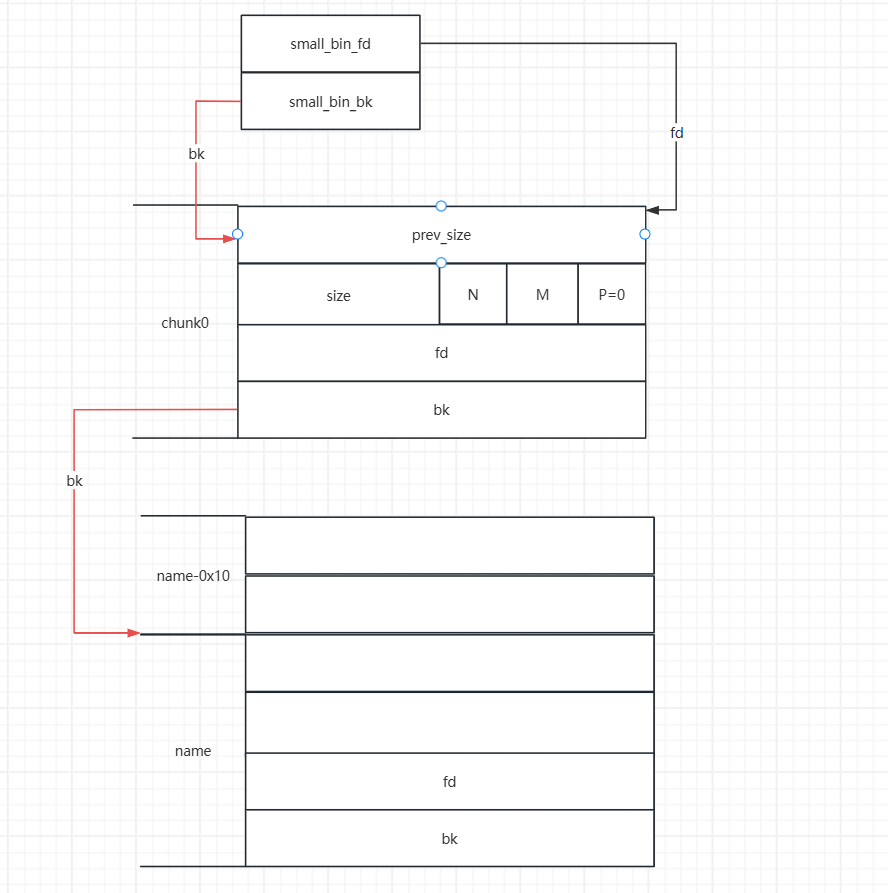 small_bin_fd
small_bin_bk
fd
bk
prev_size
size
N
M
P=0
chunk0
fd
bk
bk
name-0x10
name
fd
bk